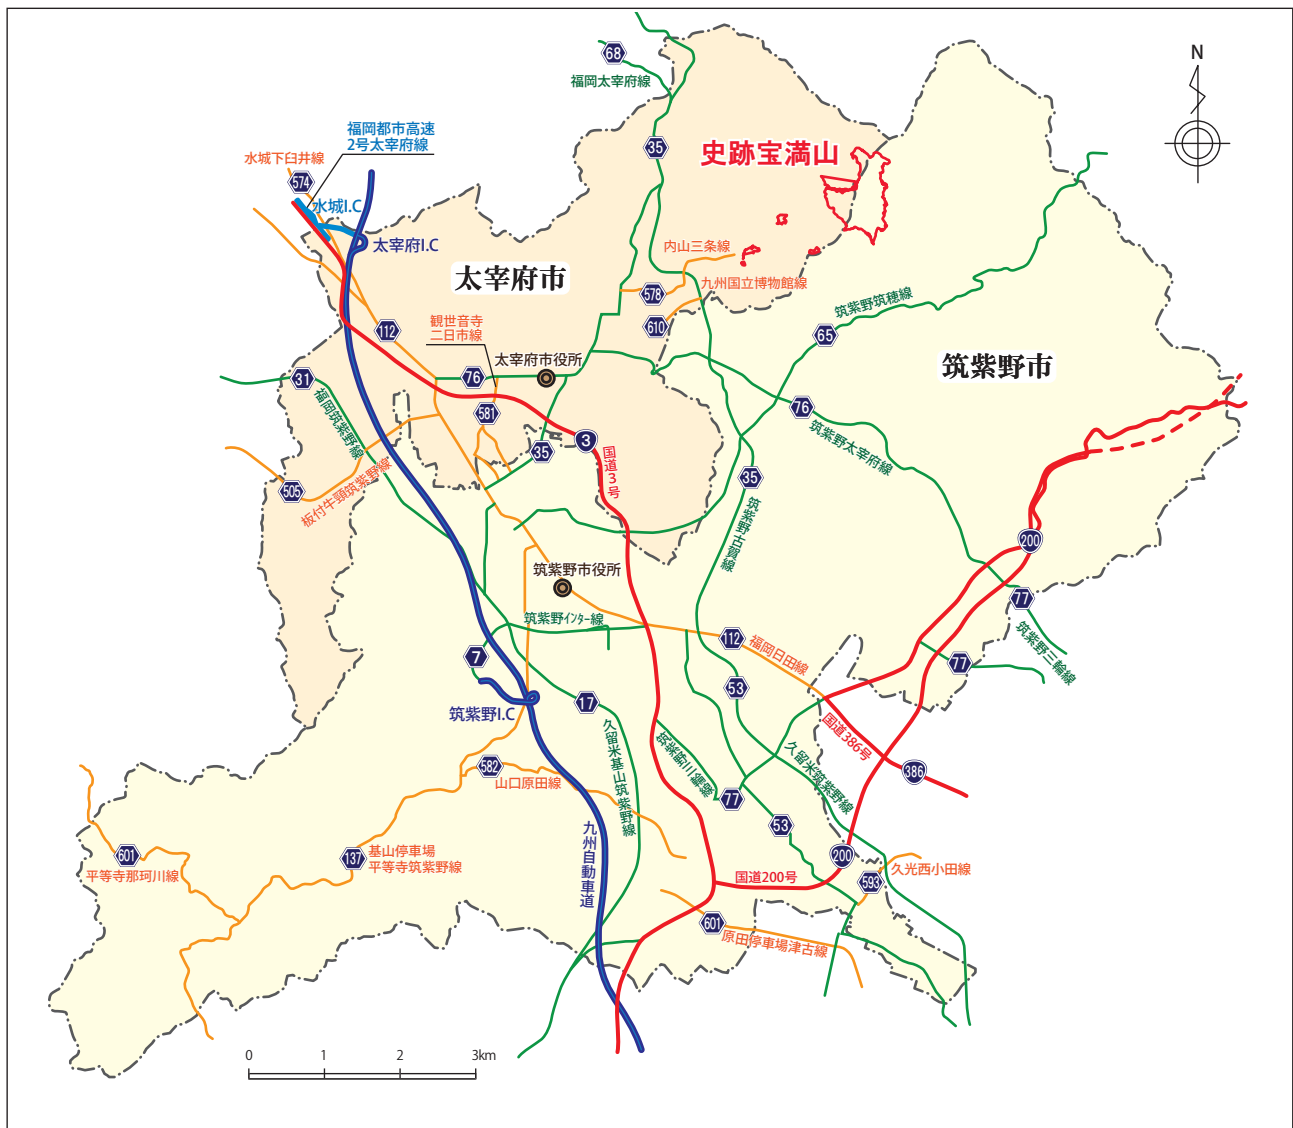 N
68
福岡太宰府線
福岡都市高速
2号太宰府線
水城下臼井線
574
水城I.C
35
史跡宝満山
太宰府I.C
太宰府市
内山三条線
578
九州国立博物館線
610
筑紫野筑穂線
65
112
観世音寺
二日市線
太宰府市役所
76
筑紫野市
31
福岡筑紫野線
581
76
筑紫野太宰府線
3
国道3号
35
35
筑紫野古賀線
505
板付牛頸筑紫野線
200
筑紫野市役所
77
筑紫野三輪線
筑紫野インター線
112
福岡日田線
7
77
53
17
筑紫野I.C
久留米基山筑紫野線
筑紫野三輪線
国道386号
久留米筑紫野線
386
582
山口原田線
77
53
九州自動車道
601
平等寺那珂川線
137
基山停車場
平等寺筑紫野線
200
国道200号
593
久光西小田線
601
原田停車場津古線
0 1 2 3km